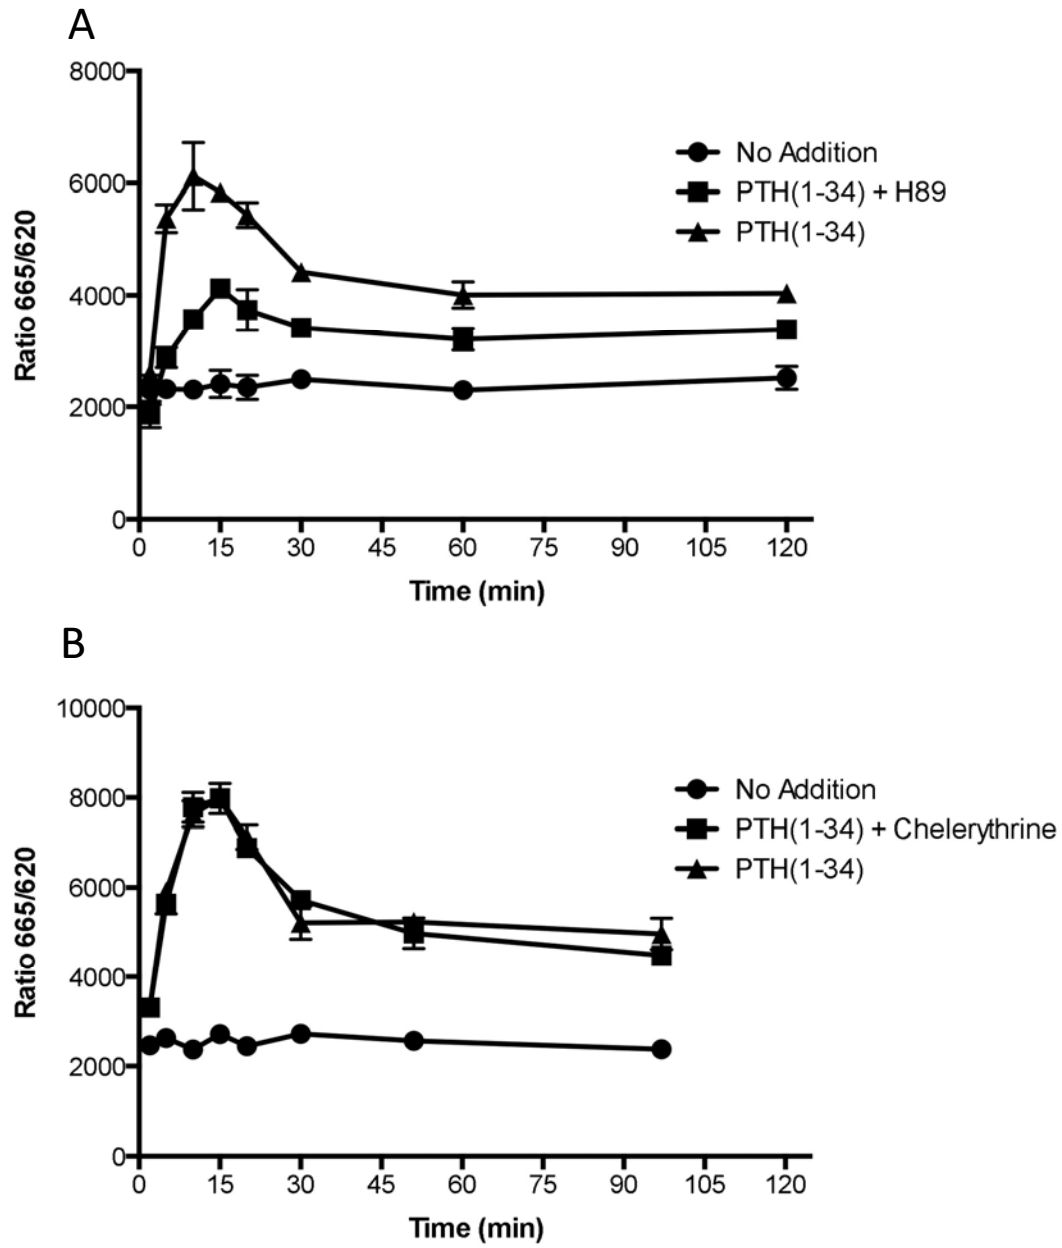 A
8000
6000
4000
2000
0
Ratio 665/620
No Addition
PTH(1-34) + H89
PTH(1-34)
0 15 30 45 60 75 90 105 120
Time (min)
B
10000
8000
6000
4000
2000
0
Ratio 665/620
No Addition
PTH(1-34) + Chelerythrine
PTH(1-34)
0 15 30 45 60 75 90 105 120
Time (min)